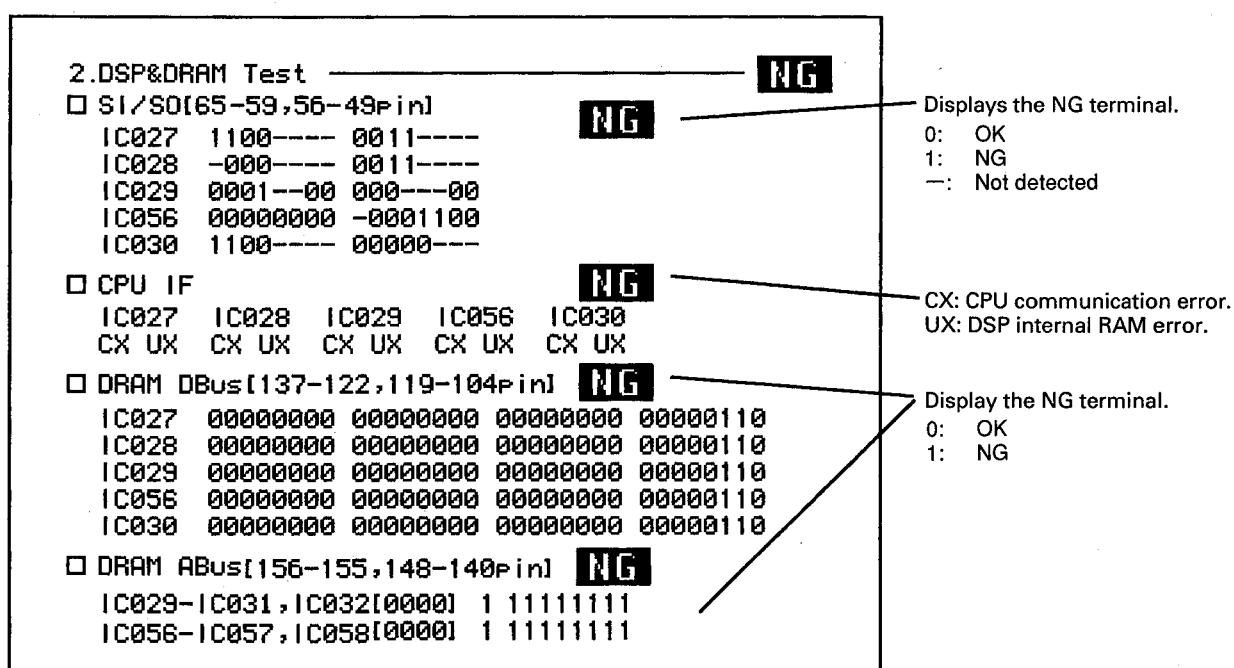 2.DSP&DRAM Test NG
□ SI/SO[65-59,56-49pin] NG
IC027 1100---- 0011----
IC028 -000---- 0011----
IC029 0001--00 000---00
IC056 00000000 -0001100
IC030 1100---- 00000---
□ CPU IF NG
IC027 IC028 IC029 IC056 IC030
CX UX CX UX CX UX CX UX CX UX
□ DRAM DBus[137-122,119-104pin] NG
IC027 00000000 00000000 00000000 00000110
IC028 00000000 00000000 00000000 00000110
IC029 00000000 00000000 00000000 00000110
IC056 00000000 00000000 00000000 00000110
IC030 00000000 00000000 00000000 00000110
□ DRAM ABus[156-155,148-140pin] NG
IC029-IC031,IC032[0000] 1 11111111
IC056-IC057,IC058[0000] 1 11111111
Displays the NG terminal.
0: OK
1: NG
—: Not detected
CX: CPU communication error.
UX: DSP internal RAM error.
Display the NG terminal.
0: OK
1: NG